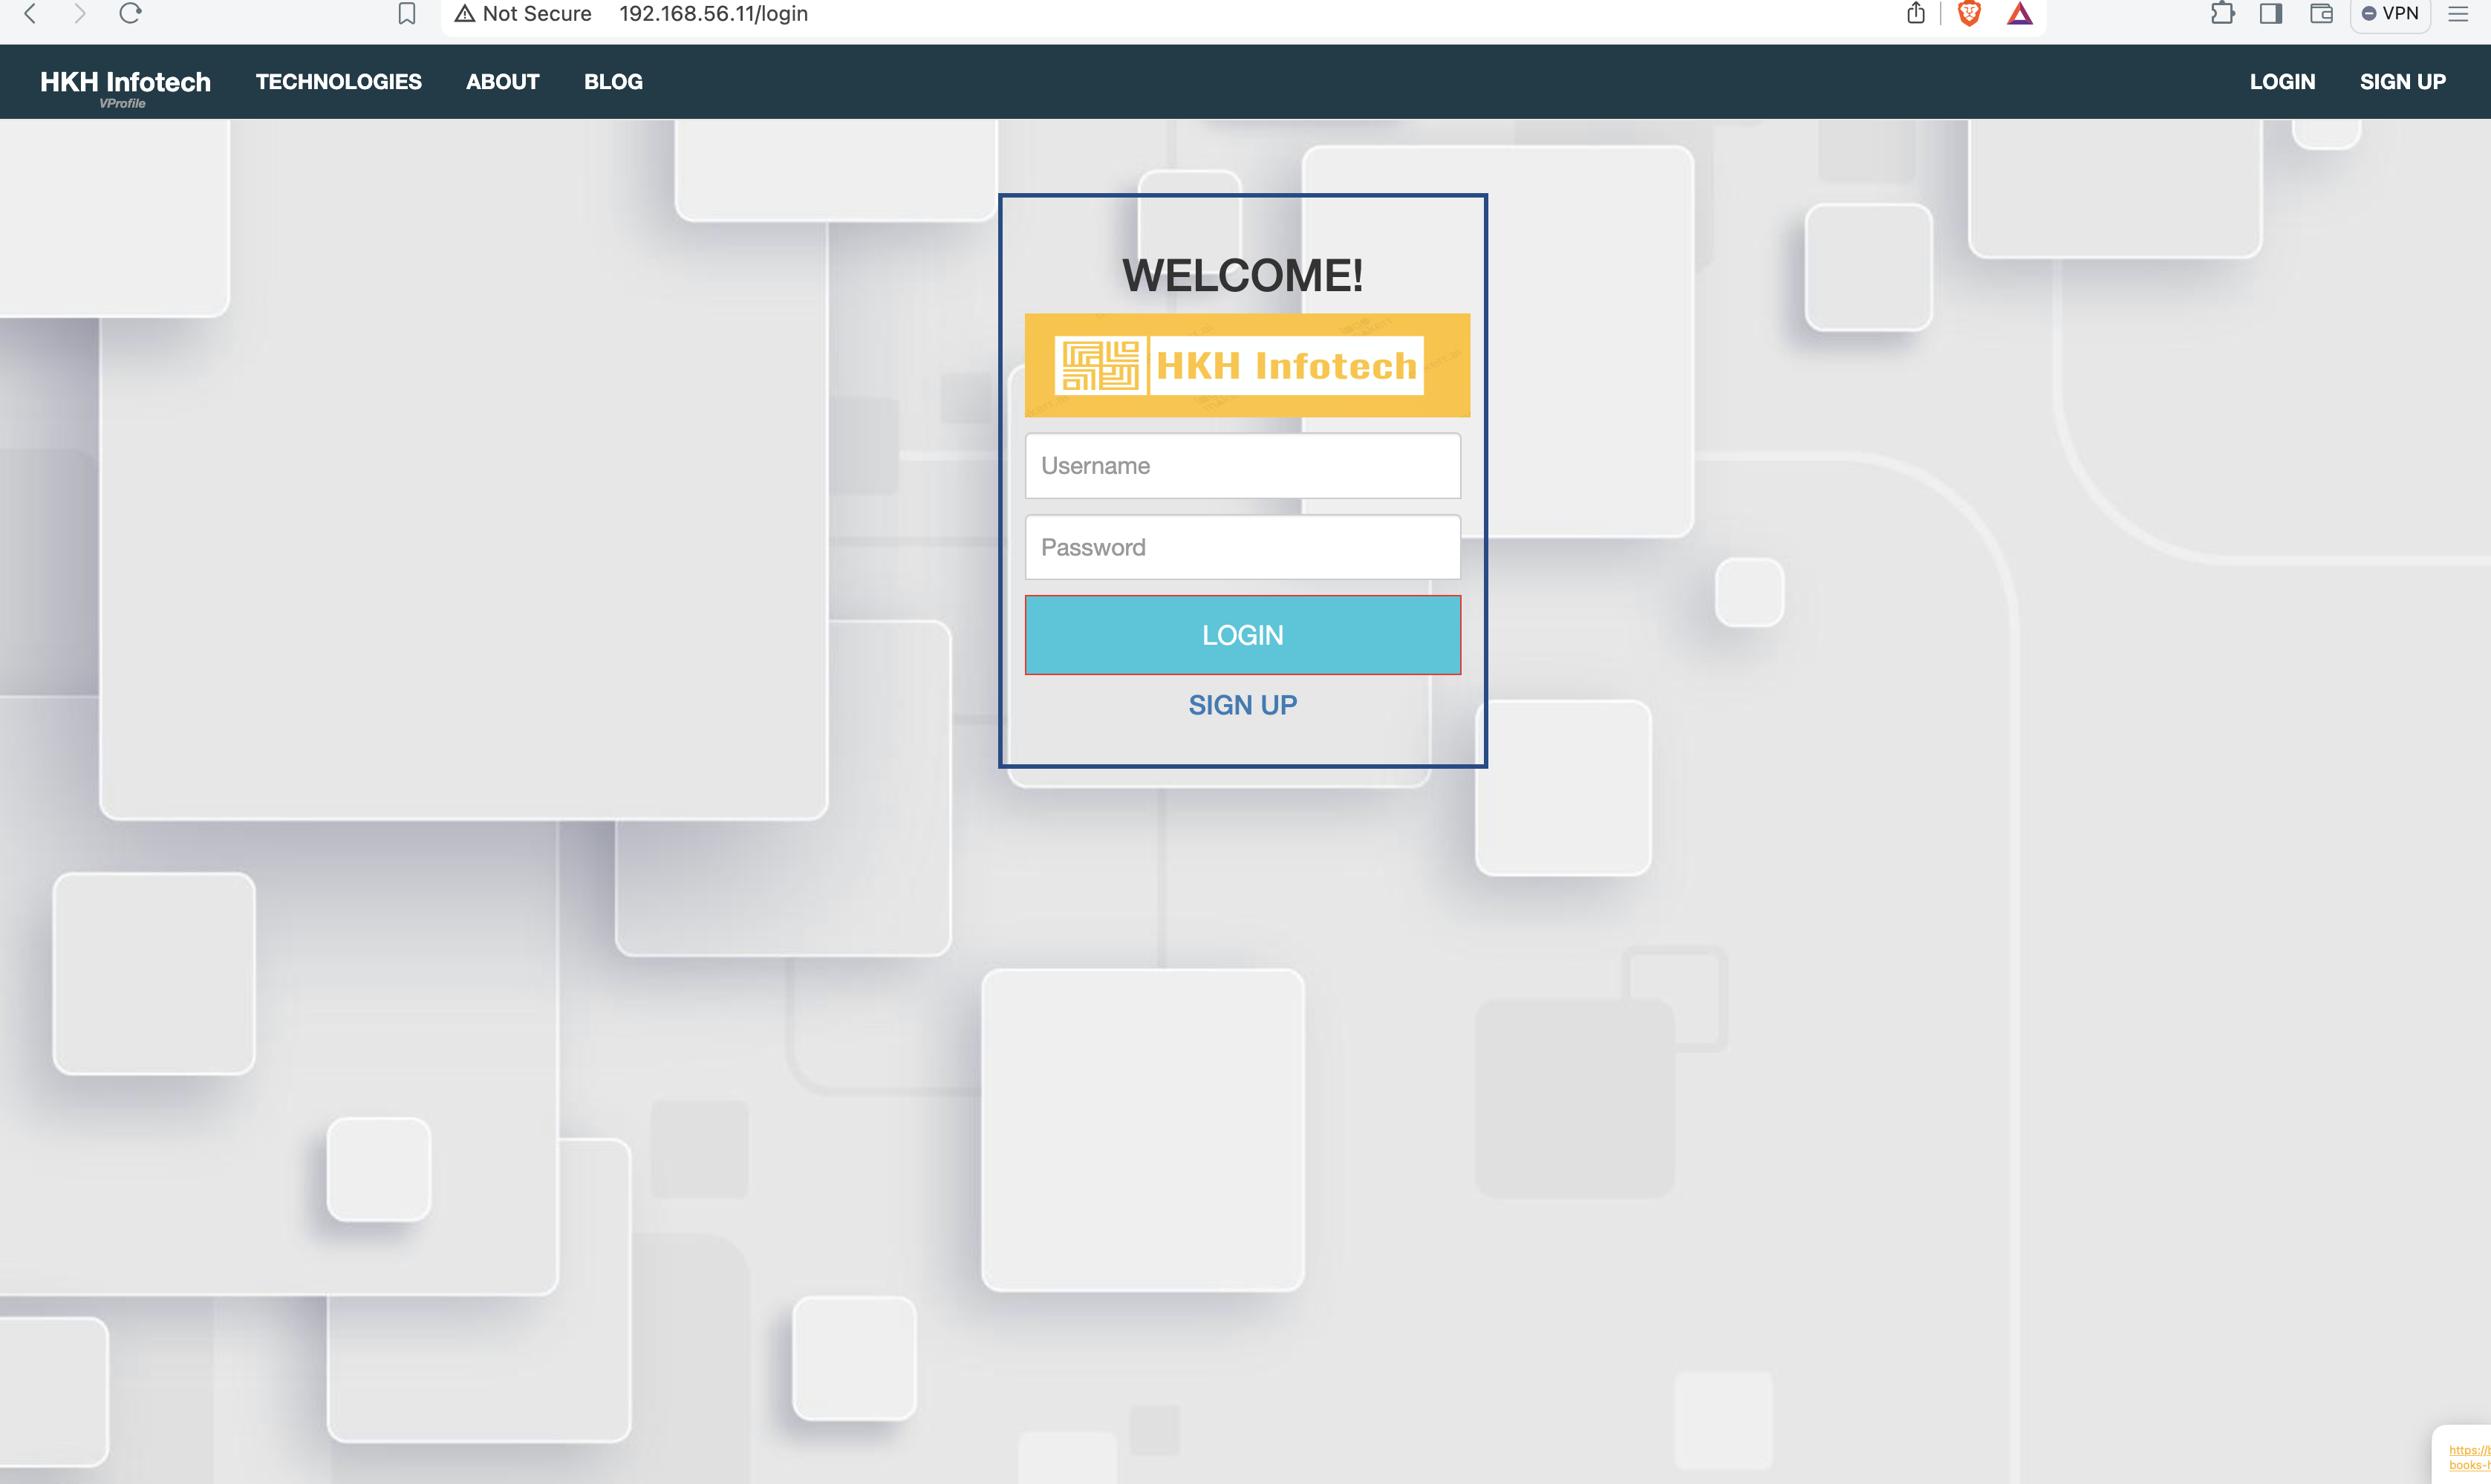 Not Secure 192.168.56.11/login
VPN
HKH Infotech TECHNOLOGIES ABOUT BLOG LOGIN SIGN UP
VProfile
WELCOME!
HKH Infotech
Username
Password
LOGIN
SIGN UP
https://
books-